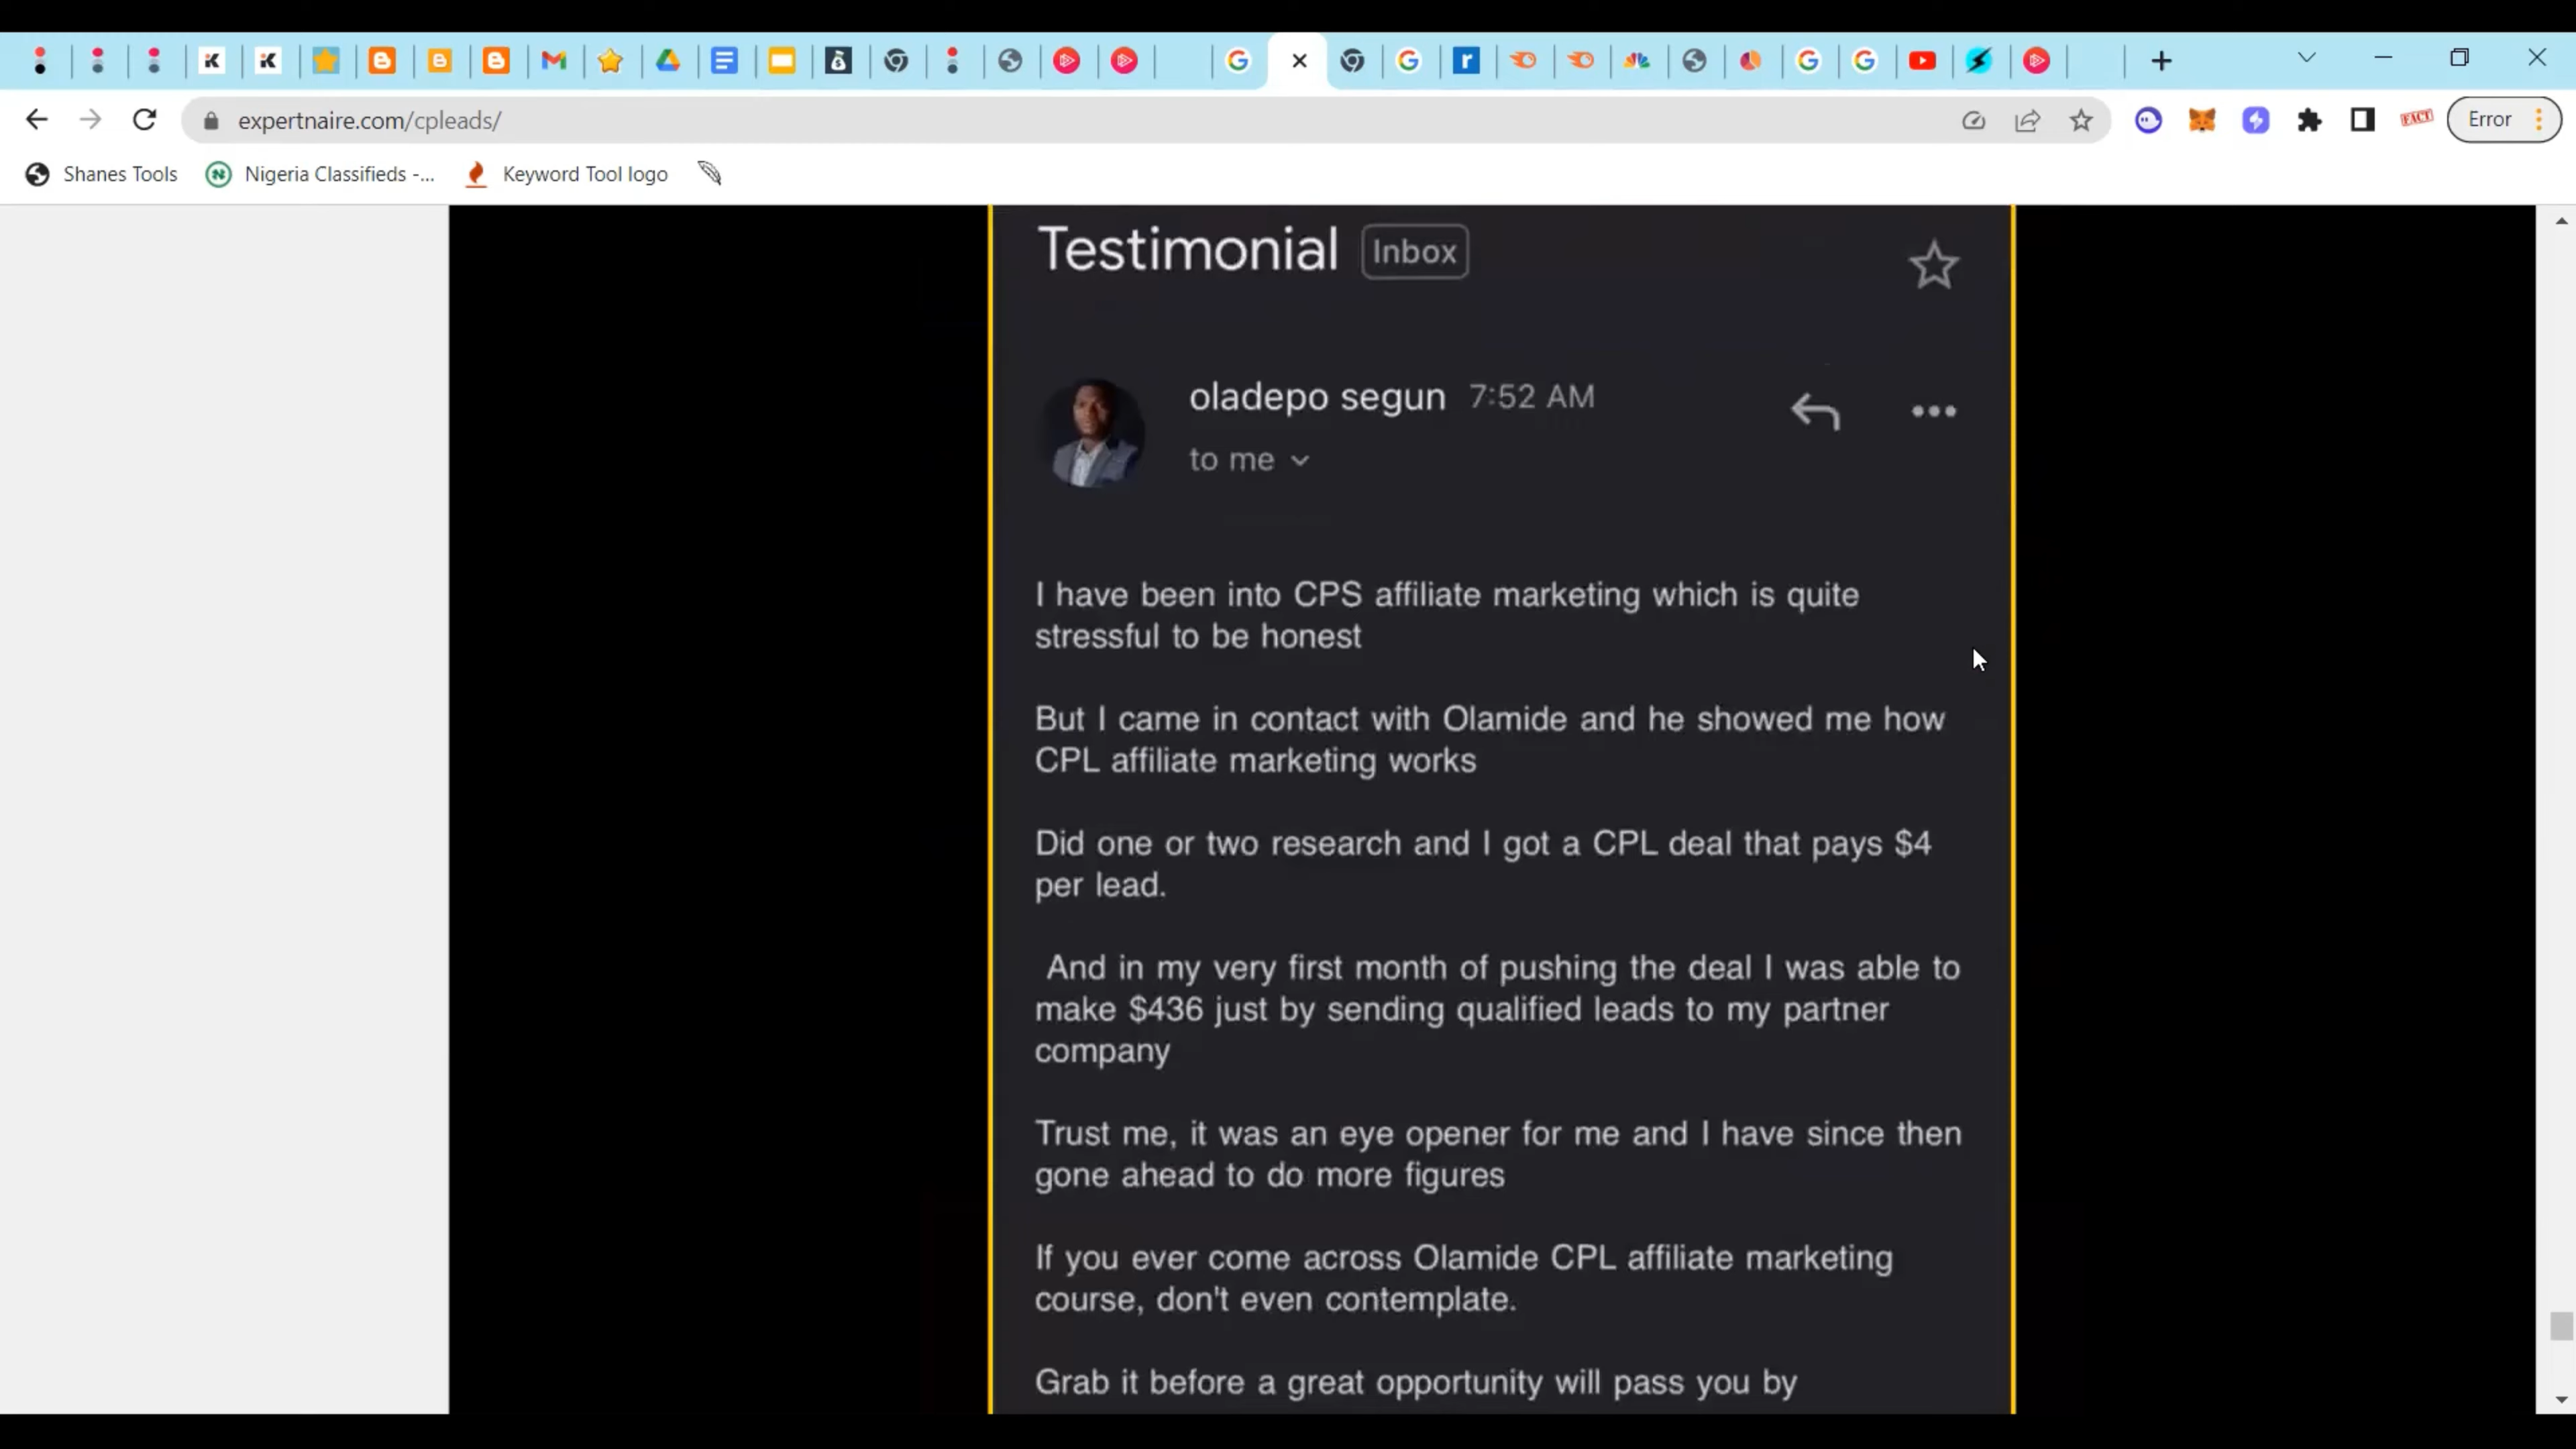 expertnaire.com/cpleads/
Error
FACT
Shanes Tools
Nigeria Classifieds -...
Keyword Tool logo
Testimonial Inbox
oladepo segun 7:52 AM
to me
I have been into CPS affiliate marketing which is quite
stressful to be honest
But I came in contact with Olamide and he showed me how
CPL affiliate marketing works
Did one or two research and I got a CPL deal that pays $4
per lead.
And in my very first month of pushing the deal I was able to
make $436 just by sending qualified leads to my partner
company
Trust me, it was an eye opener for me and I have since then
gone ahead to do more figures
If you ever come across Olamide CPL affiliate marketing
course, don't even contemplate.
Grab it before a great opportunity will pass you by